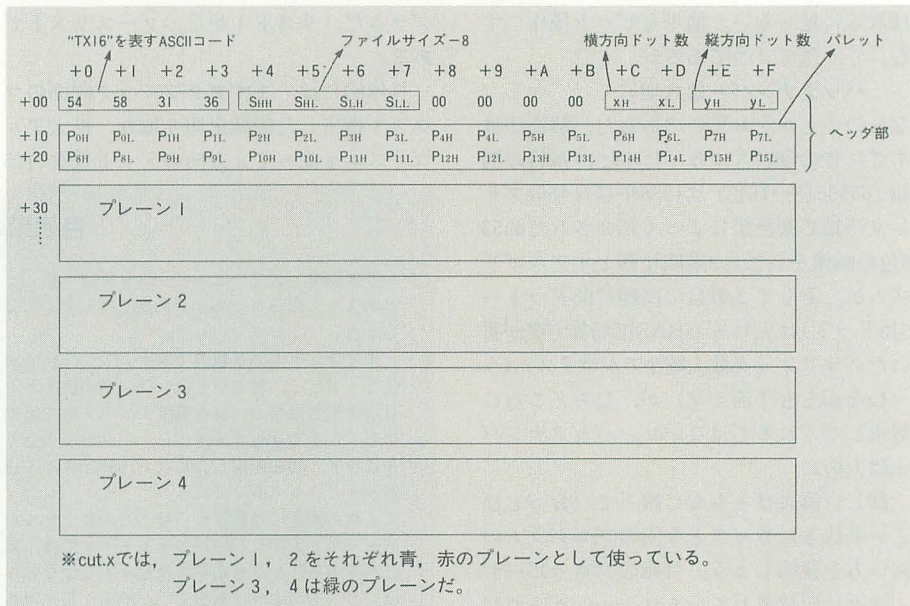 “TX16”を表すASCIIコード ファイルサイズ−8 横方向ドット数 縦方向ドット数 パレット
+0 +1 +2 +3 +4 +5 +6 +7 +8 +9 +A +B +C +D +E +F
+00 54 58 31 36 SHH SHL SLH SLL 00 00 00 00 xH xL yH yL
+10 P0H P0L P1H P1L P2H P2L P3H P3L P4H P4L P5H P5L P6H P6L P7H P7L
+20 P8H P8L P9H P9L P10H P10L P11H P11L P12H P12L P13H P13L P14H P14L P15H P15L
ヘッダ部
+30 プレーン1
プレーン2
プレーン3
プレーン4
※cut.xでは，プレーン1，2をそれぞれ青，赤のプレーンとして使っている。
プレーン3，4は緑のプレーンだ。